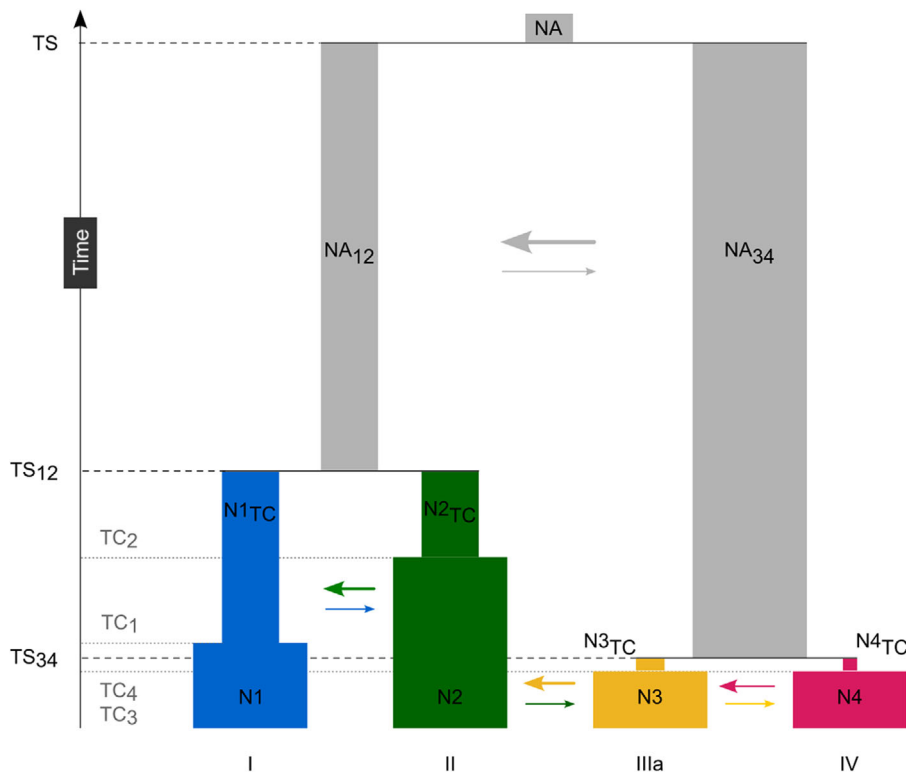 NA
TS
Time
NA12
NA34
TS12
N1TC
N2TC
TC2
TC1
N3TC
N4TC
TS34
TC4
TC3
N1
N2
N3
N4
I
II
IIIa
IV